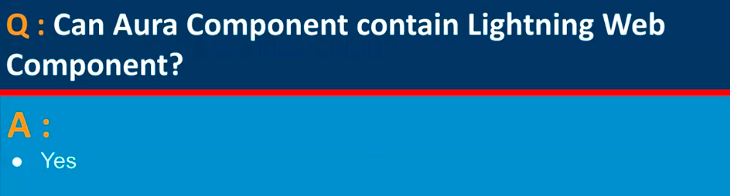 Q : Can Aura Component contain Lightning Web
Component?
A :
● Yes